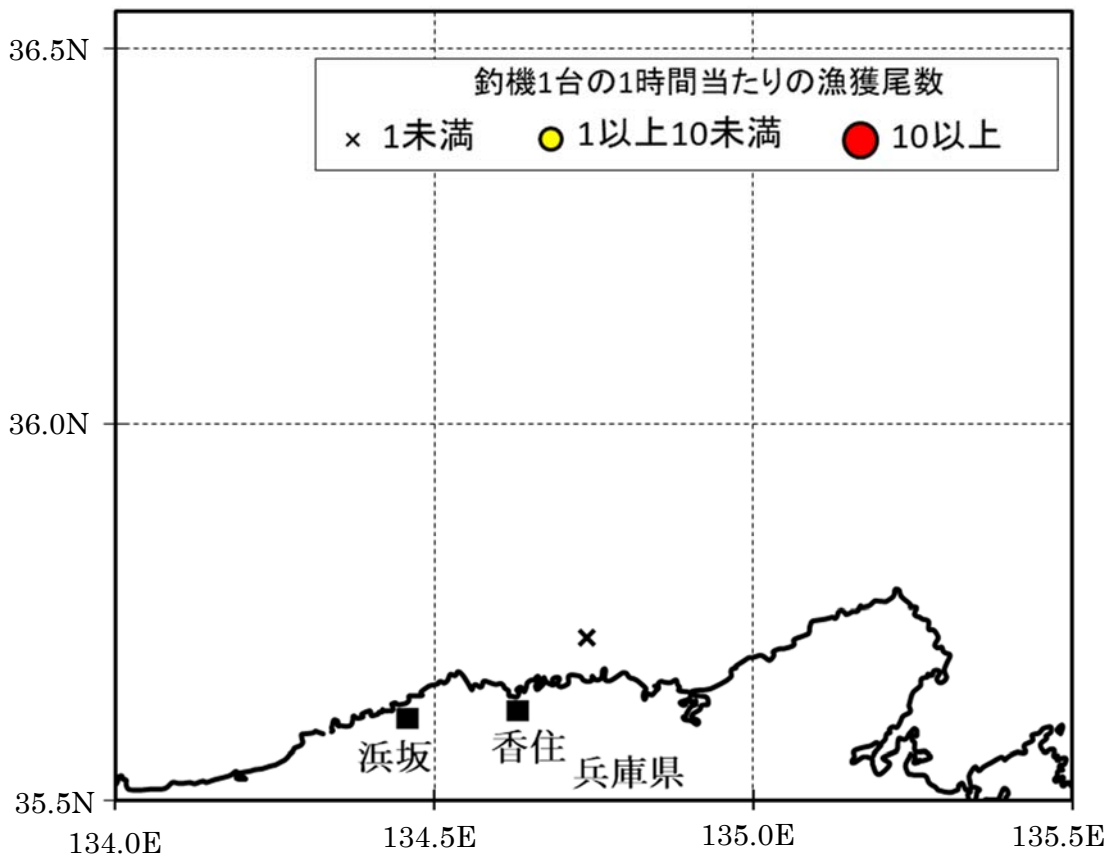 36.5N
釣機1台の1時間当たりの漁獲尾数
× 1未満 1以上10未満 10以上
36.0N
浜坂 香住 兵庫県
35.5N
134.0E 134.5E 135.0E 135.5E